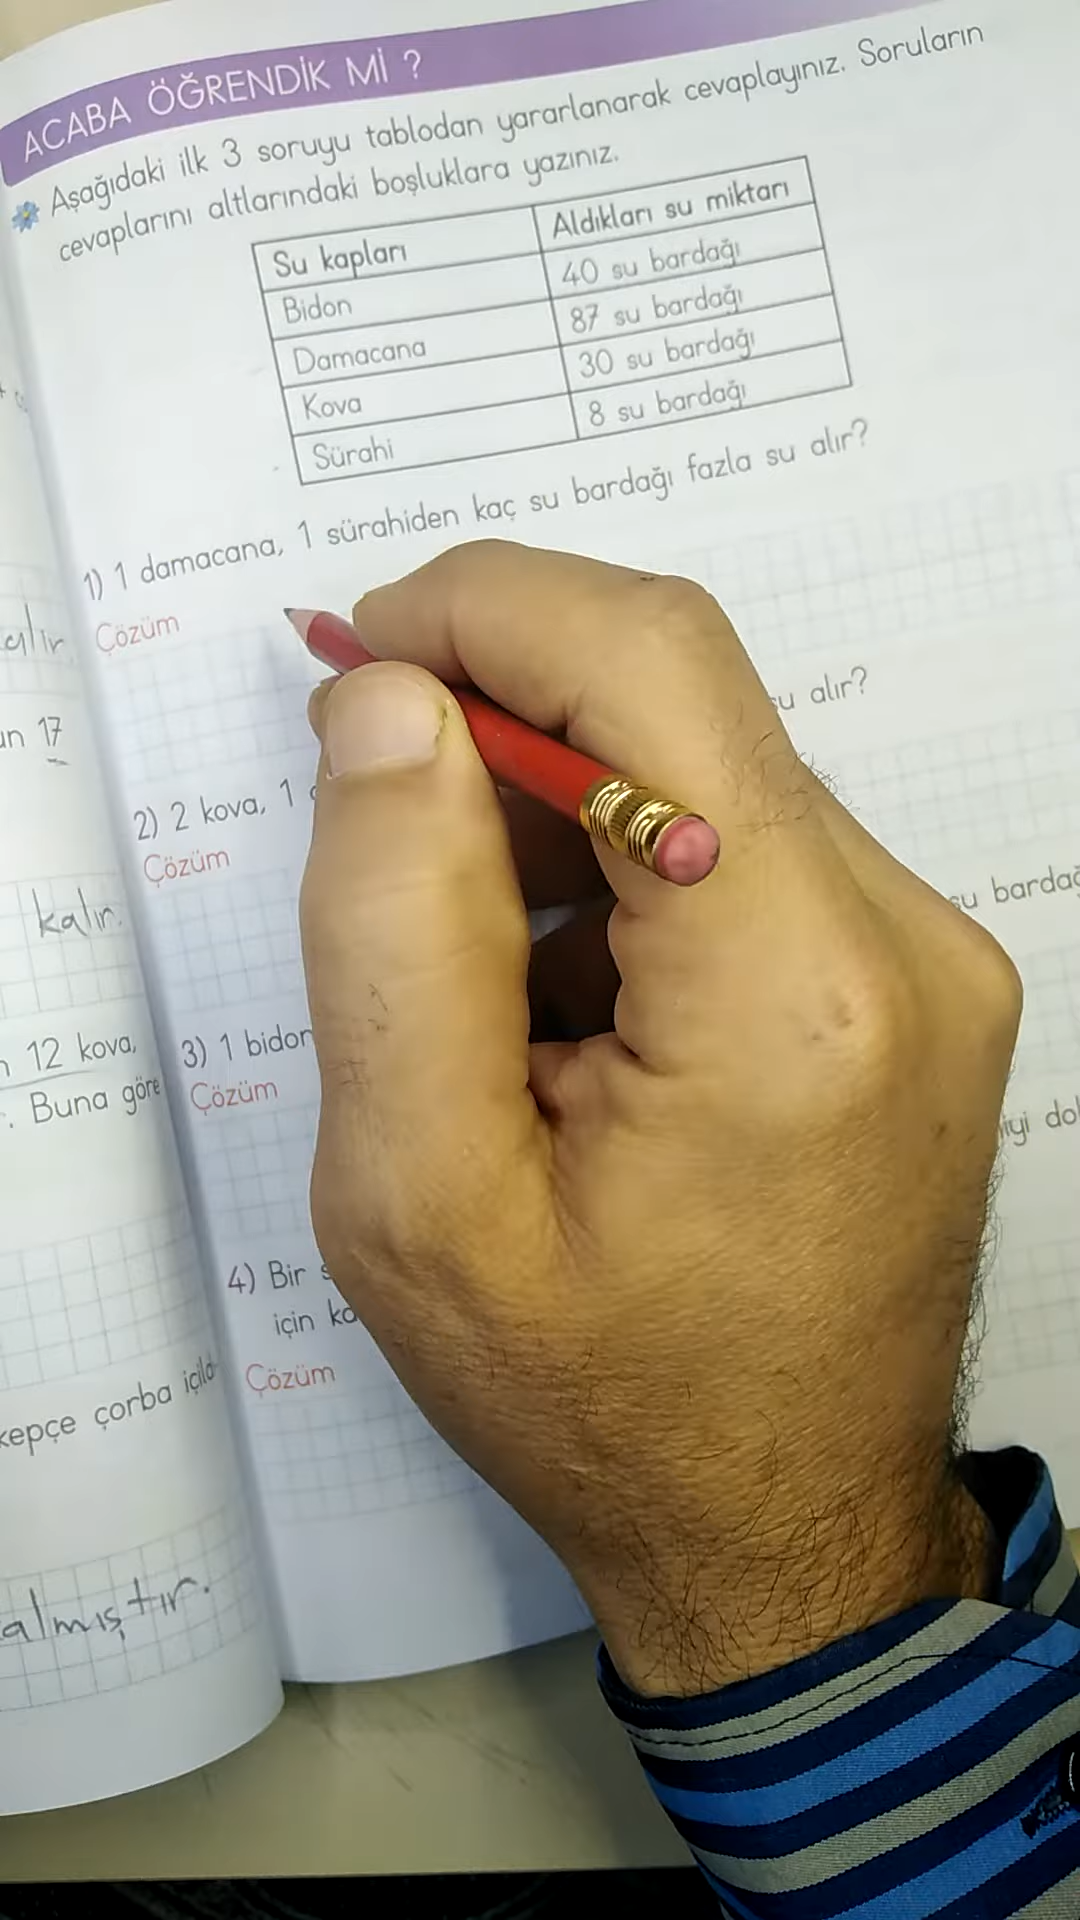 ACABA ÖĞRENDİK Mİ ?
Aşağıdaki ilk 3 soruyu tablodan yararlanarak cevaplayınız. Soruların
cevaplarını altlarındaki boşluklara yazınız.
Su kapları Aldıkları su miktarı
Bidon 40 su bardağı
Damacana 87 su bardağı
Kova 30 su bardağı
Sürahi 8 su bardağı
1) 1 damacana, 1 sürahiden kaç su bardağı fazla su alır?
Çözüm
2) 2 kova, 1 su alır?
Çözüm
3) 1 bidon su bardağ
Çözüm
4) Bir iyi dol
için ka
Çözüm
alır.
un 17
kalır.
12 kova,
Buna göre
kepçe çorba içild
almıştır.